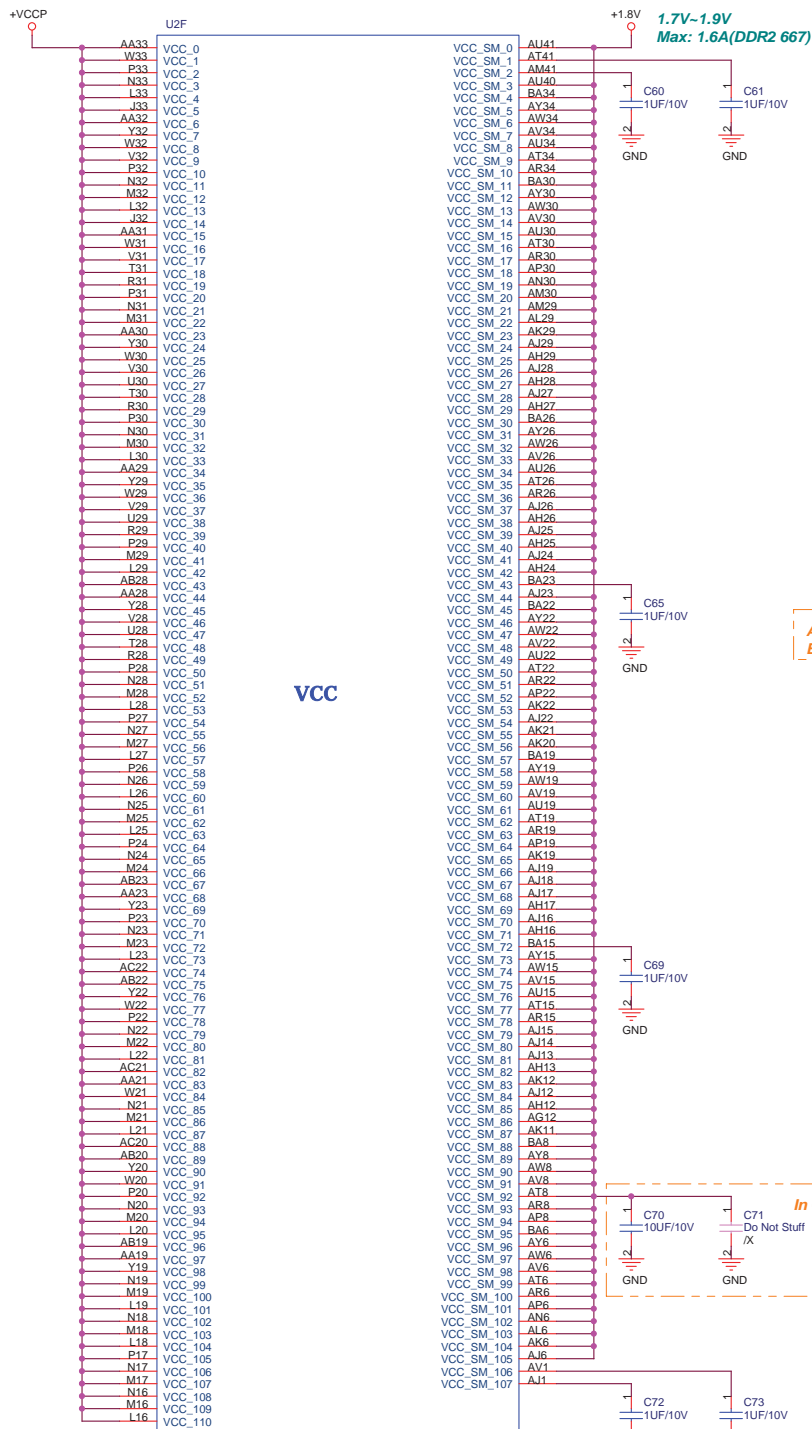 +VCCP
U2F
+1.8V
1.7V~1.9V
Max: 1.6A(DDR2 667)
AA33 VCC_0 VCC_SM_0 AU41
W33 VCC_1 VCC_SM_1 AT41
P33 VCC_2 VCC_SM_2 AM41
N33 VCC_3 VCC_SM_3 AU40
L33 VCC_4 VCC_SM_4 BA34
J33 VCC_5 VCC_SM_5 AY34
AA32 VCC_6 VCC_SM_6 AW34
Y32 VCC_7 VCC_SM_7 AV34
W32 VCC_8 VCC_SM_8 AU34
V32 VCC_9 VCC_SM_9 AT34
P32 VCC_10 VCC_SM_10 AR34
N32 VCC_11 VCC_SM_11 BA30
M32 VCC_12 VCC_SM_12 AY30
L32 VCC_13 VCC_SM_13 AW30
J32 VCC_14 VCC_SM_14 AV30
AA31 VCC_15 VCC_SM_15 AU30
W31 VCC_16 VCC_SM_16 AT30
V31 VCC_17 VCC_SM_17 AR30
T31 VCC_18 VCC_SM_18 AP30
R31 VCC_19 VCC_SM_19 AN30
P31 VCC_20 VCC_SM_20 AM30
N31 VCC_21 VCC_SM_21 AM29
M31 VCC_22 VCC_SM_22 AL29
AA30 VCC_23 VCC_SM_23 AK29
Y30 VCC_24 VCC_SM_24 AJ29
W30 VCC_25 VCC_SM_25 AH29
V30 VCC_26 VCC_SM_26 AJ28
U30 VCC_27 VCC_SM_27 AH28
T30 VCC_28 VCC_SM_28 AJ27
R30 VCC_29 VCC_SM_29 AH27
P30 VCC_30 VCC_SM_30 BA26
N30 VCC_31 VCC_SM_31 AY26
M30 VCC_32 VCC_SM_32 AW26
L30 VCC_33 VCC_SM_33 AV26
AA29 VCC_34 VCC_SM_34 AU26
Y29 VCC_35 VCC_SM_35 AT26
W29 VCC_36 VCC_SM_36 AR26
V29 VCC_37 VCC_SM_37 AJ26
U29 VCC_38 VCC_SM_38 AH26
R29 VCC_39 VCC_SM_39 AJ25
P29 VCC_40 VCC_SM_40 AH25
M29 VCC_41 VCC_SM_41 AJ24
L29 VCC_42 VCC_SM_42 AH24
AB28 VCC_43 VCC_SM_43 BA23
AA28 VCC_44 VCC_SM_44 AJ23
Y28 VCC_45 VCC_SM_45 BA22
V28 VCC_46 VCC_SM_46 AY22
U28 VCC_47 VCC_SM_47 AW22
T28 VCC_48 VCC_SM_48 AV22
R28 VCC_49 VCC_SM_49 AU22
P28 VCC_50 VCC_SM_50 AT22
N28 VCC_51 VCC_SM_51 AR22
M28 VCC_52 VCC_SM_52 AP22
L28 VCC_53 VCC_SM_53 AK22
P27 VCC_54 VCC_SM_54 AJ22
N27 VCC_55 VCC_SM_55 AK21
M27 VCC_56 VCC_SM_56 AK20
L27 VCC_57 VCC_SM_57 BA19
P26 VCC_58 VCC_SM_58 AY19
N26 VCC_59 VCC_SM_59 AW19
L26 VCC_60 VCC_SM_60 AV19
N25 VCC_61 VCC_SM_61 AU19
M25 VCC_62 VCC_SM_62 AT19
L25 VCC_63 VCC_SM_63 AR19
P24 VCC_64 VCC_SM_64 AP19
N24 VCC_65 VCC_SM_65 AK19
M24 VCC_66 VCC_SM_66 AJ19
AB23 VCC_67 VCC_SM_67 AJ18
AA23 VCC_68 VCC_SM_68 AJ17
Y23 VCC_69 VCC_SM_69 AH17
P23 VCC_70 VCC_SM_70 AJ16
N23 VCC_71 VCC_SM_71 AH16
M23 VCC_72 VCC_SM_72 BA15
L23 VCC_73 VCC_SM_73 AY15
AC22 VCC_74 VCC_SM_74 AW15
AB22 VCC_75 VCC_SM_75 AV15
Y22 VCC_76 VCC_SM_76 AU15
W22 VCC_77 VCC_SM_77 AT15
P22 VCC_78 VCC_SM_78 AR15
N22 VCC_79 VCC_SM_79 AJ15
M22 VCC_80 VCC_SM_80 AJ14
L22 VCC_81 VCC_SM_81 AJ13
AC21 VCC_82 VCC_SM_82 AH13
AA21 VCC_83 VCC_SM_83 AK12
W21 VCC_84 VCC_SM_84 AJ12
N21 VCC_85 VCC_SM_85 AH12
M21 VCC_86 VCC_SM_86 AG12
L21 VCC_87 VCC_SM_87 AK11
AC20 VCC_88 VCC_SM_88 BA8
AB20 VCC_89 VCC_SM_89 AY8
Y20 VCC_90 VCC_SM_90 AW8
W20 VCC_91 VCC_SM_91 AV8
P20 VCC_92 VCC_SM_92 AT8
N20 VCC_93 VCC_SM_93 AR8
M20 VCC_94 VCC_SM_94 AP8
L20 VCC_95 VCC_SM_95 BA6
AB19 VCC_96 VCC_SM_96 AY6
AA19 VCC_97 VCC_SM_97 AW6
Y19 VCC_98 VCC_SM_98 AV6
N19 VCC_99 VCC_SM_99 AT6
M19 VCC_100 VCC_SM_100 AR6
L19 VCC_101 VCC_SM_101 AP6
N18 VCC_102 VCC_SM_102 AN6
M18 VCC_103 VCC_SM_103 AL6
L18 VCC_104 VCC_SM_104 AK6
P17 VCC_105 VCC_SM_105 AJ6
N17 VCC_106 VCC_SM_106 AV1
M17 VCC_107 VCC_SM_107 AJ1
N16 VCC_108
M16 VCC_109
L16 VCC_110
VCC
1 C60 1UF/10V 2 GND
1 C61 1UF/10V 2 GND
1 C65 1UF/10V 2 GND
1 C69 1UF/10V 2 GND
In
1 C70 10UF/10V 2 GND
1 C71 Do Not Stuff /X 2 GND
1 C72 1UF/10V 2
1 C73 1UF/10V 2